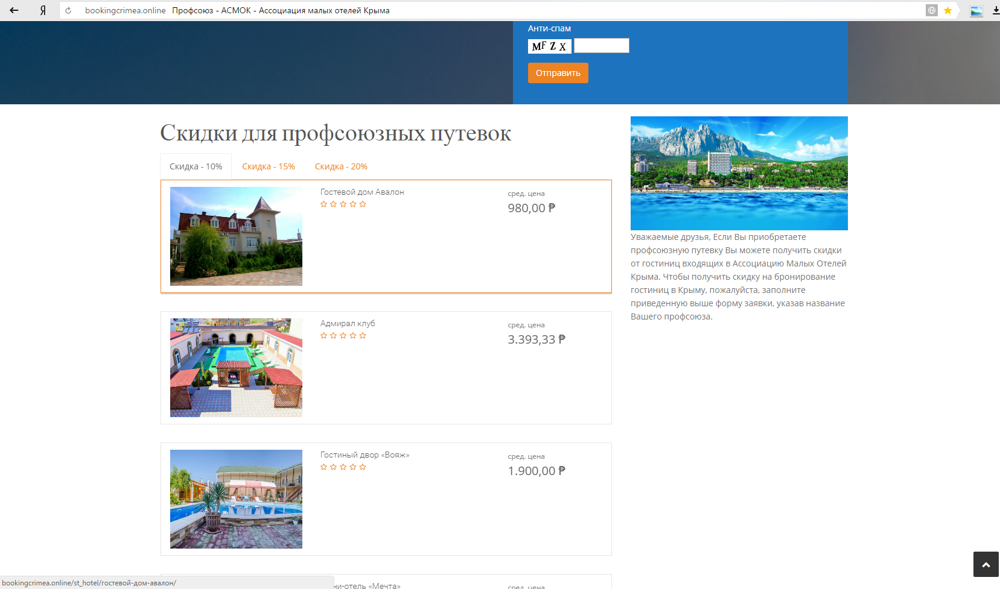 Я
bookingcrimea.online Профсоюз - АСМОК - Ассоциация малых отелей Крыма
Анти-спам
MF Z X
Отправить
Скидки для профсоюзных путевок
Скидка - 10% Скидка - 15% Скидка - 20%
Гостевой дом Авалон
сред. цена
980,00 ₽
Адмирал клуб
сред. цена
3.393,33 ₽
Гостиный двор «Вояж»
сред. цена
1.900,00 ₽
ни-отель «Мечта»
сред. цена
Уважаемые друзья, Если Вы приобретаете
профсоюзную путевку Вы можете получить скидки
от гостиниц входящих в Ассоциацию Малых Отелей
Крыма. Чтобы получить скидку на бронирование
гостиниц в Крыму, пожалуйста, заполните
приведенную выше форму заявки, указав название
Вашего профсоюза.
bookingcrimea.online/st_hotel/гостевой-дом-авалон/